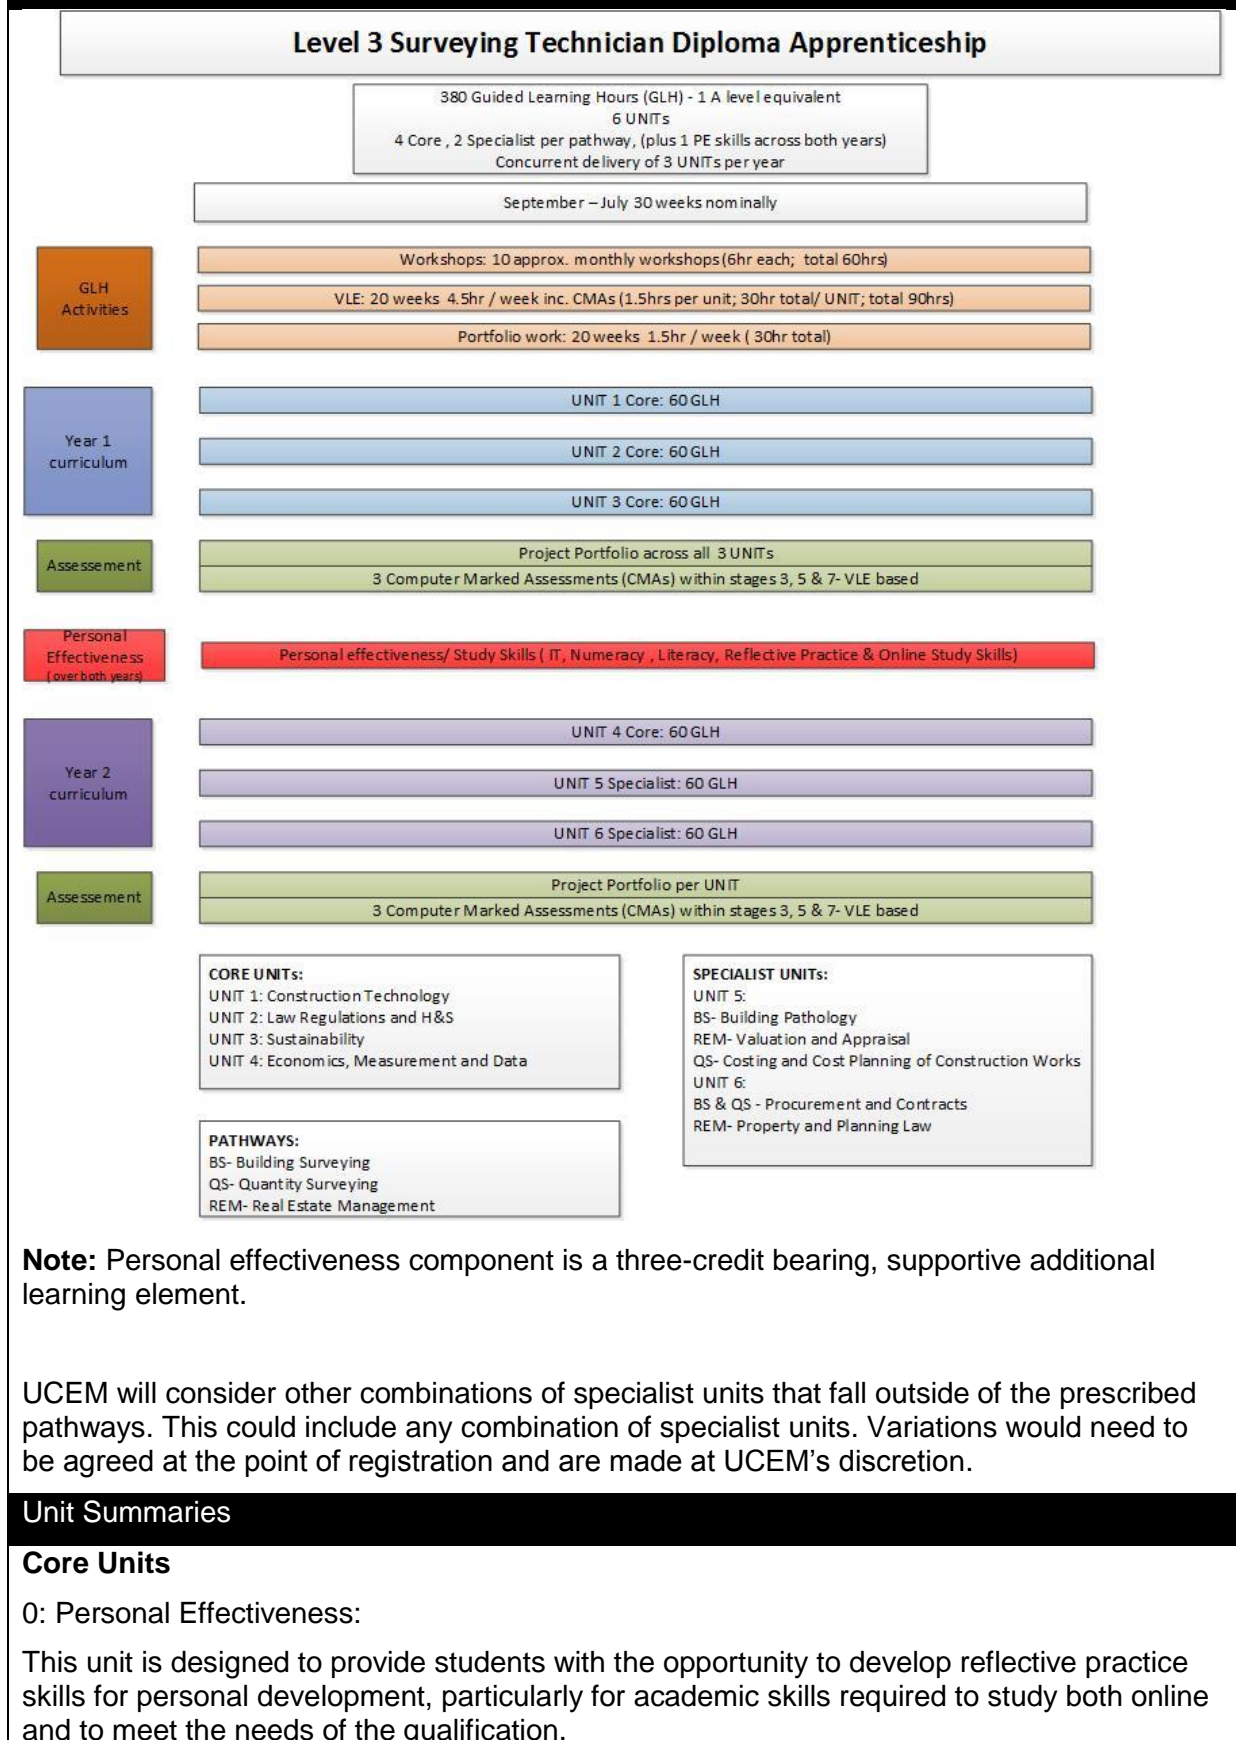 Level 3 Surveying Technician Diploma Apprenticeship
380 Guided Learning Hours (GLH) - 1 A level equivalent
6 UNITs
4 Core , 2 Specialist per pathway, (plus 1 PE skills across both years)
Concurrent delivery of 3 UNITs per year
September – July 30 weeks nominally
GLH
Activities
Workshops: 10 approx. monthly workshops (6hr each; total 60hrs)
VLE: 20 weeks 4.5hr / week inc. CMAs (1.5hrs per unit; 30hr total/ UNIT; total 90hrs)
Portfolio work: 20 weeks 1.5hr / week ( 30hr total)
Year 1
curriculum
UNIT 1 Core: 60 GLH
UNIT 2 Core: 60 GLH
UNIT 3 Core: 60 GLH
Assessement
Project Portfolio across all 3 UNITs
3 Computer Marked Assessments (CMAs) within stages 3, 5 & 7- VLE based
Personal
Effectiveness
( over both years)
Personal effectiveness/ Study Skills ( IT, Numeracy , Literacy, Reflective Practice & Online Study Skills)
Year 2
curriculum
UNIT 4 Core: 60 GLH
UNIT 5 Specialist: 60 GLH
UNIT 6 Specialist: 60 GLH
Assessement
Project Portfolio per UNIT
3 Computer Marked Assessments (CMAs) within stages 3, 5 & 7- VLE based
CORE UNITs:
UNIT 1: Construction Technology
UNIT 2: Law Regulations and H&S
UNIT 3: Sustainability
UNIT 4: Economics, Measurement and Data
PATHWAYS:
BS- Building Surveying
QS- Quantity Surveying
REM- Real Estate Management
SPECIALIST UNITs:
UNIT 5:
BS- Building Pathology
REM- Valuation and Appraisal
QS- Costing and Cost Planning of Construction Works
UNIT 6:
BS & QS - Procurement and Contracts
REM- Property and Planning Law
Note: Personal effectiveness component is a three-credit bearing, supportive additional
learning element.
UCEM will consider other combinations of specialist units that fall outside of the prescribed
pathways. This could include any combination of specialist units. Variations would need to
be agreed at the point of registration and are made at UCEM’s discretion.
Unit Summaries
Core Units
0: Personal Effectiveness:
This unit is designed to provide students with the opportunity to develop reflective practice
skills for personal development, particularly for academic skills required to study both online
and to meet the needs of the qualification.